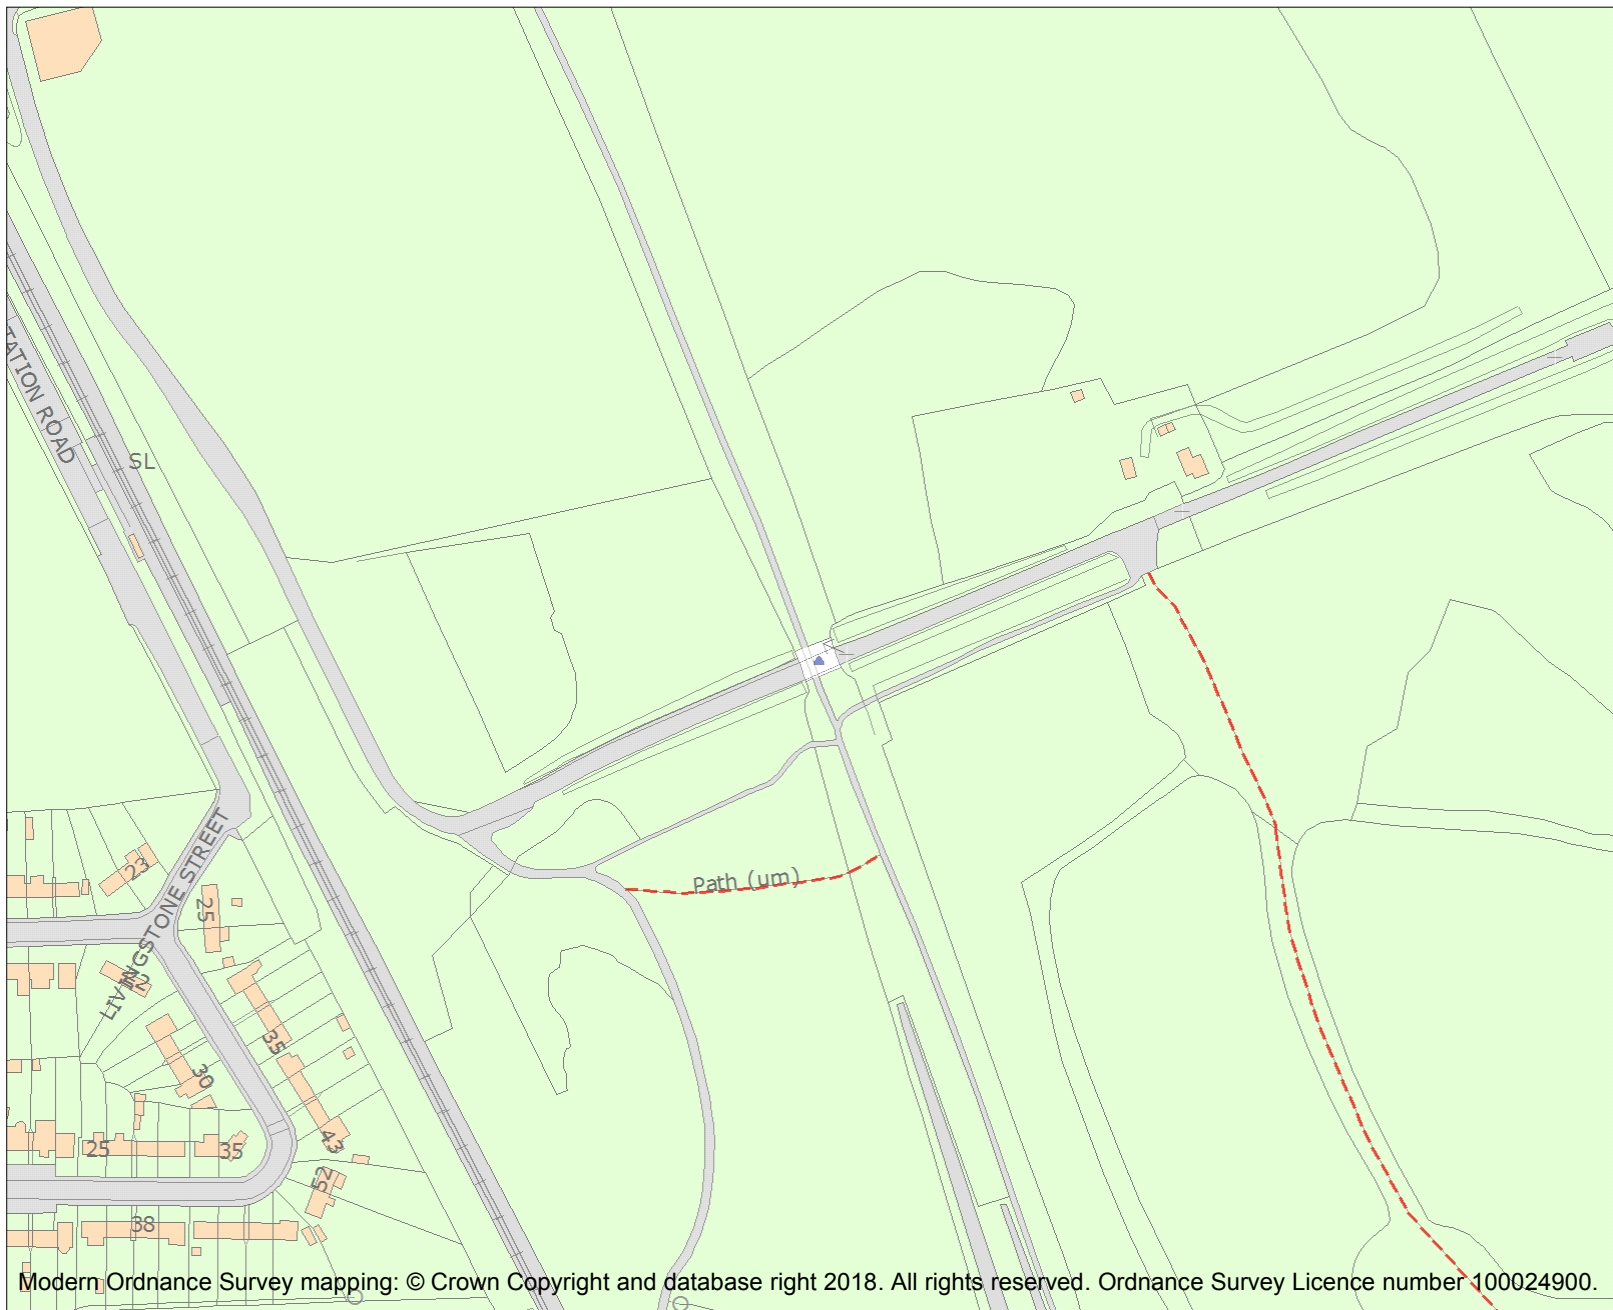 TATION ROAD
SL
LIVINGSTONE STREET
23
25
Path (um)
35
30
43
25
35
52
38
Modern Ordnance Survey mapping: © Crown Copyright and database right 2018. All rights reserved. Ordnance Survey Licence number 100024900.